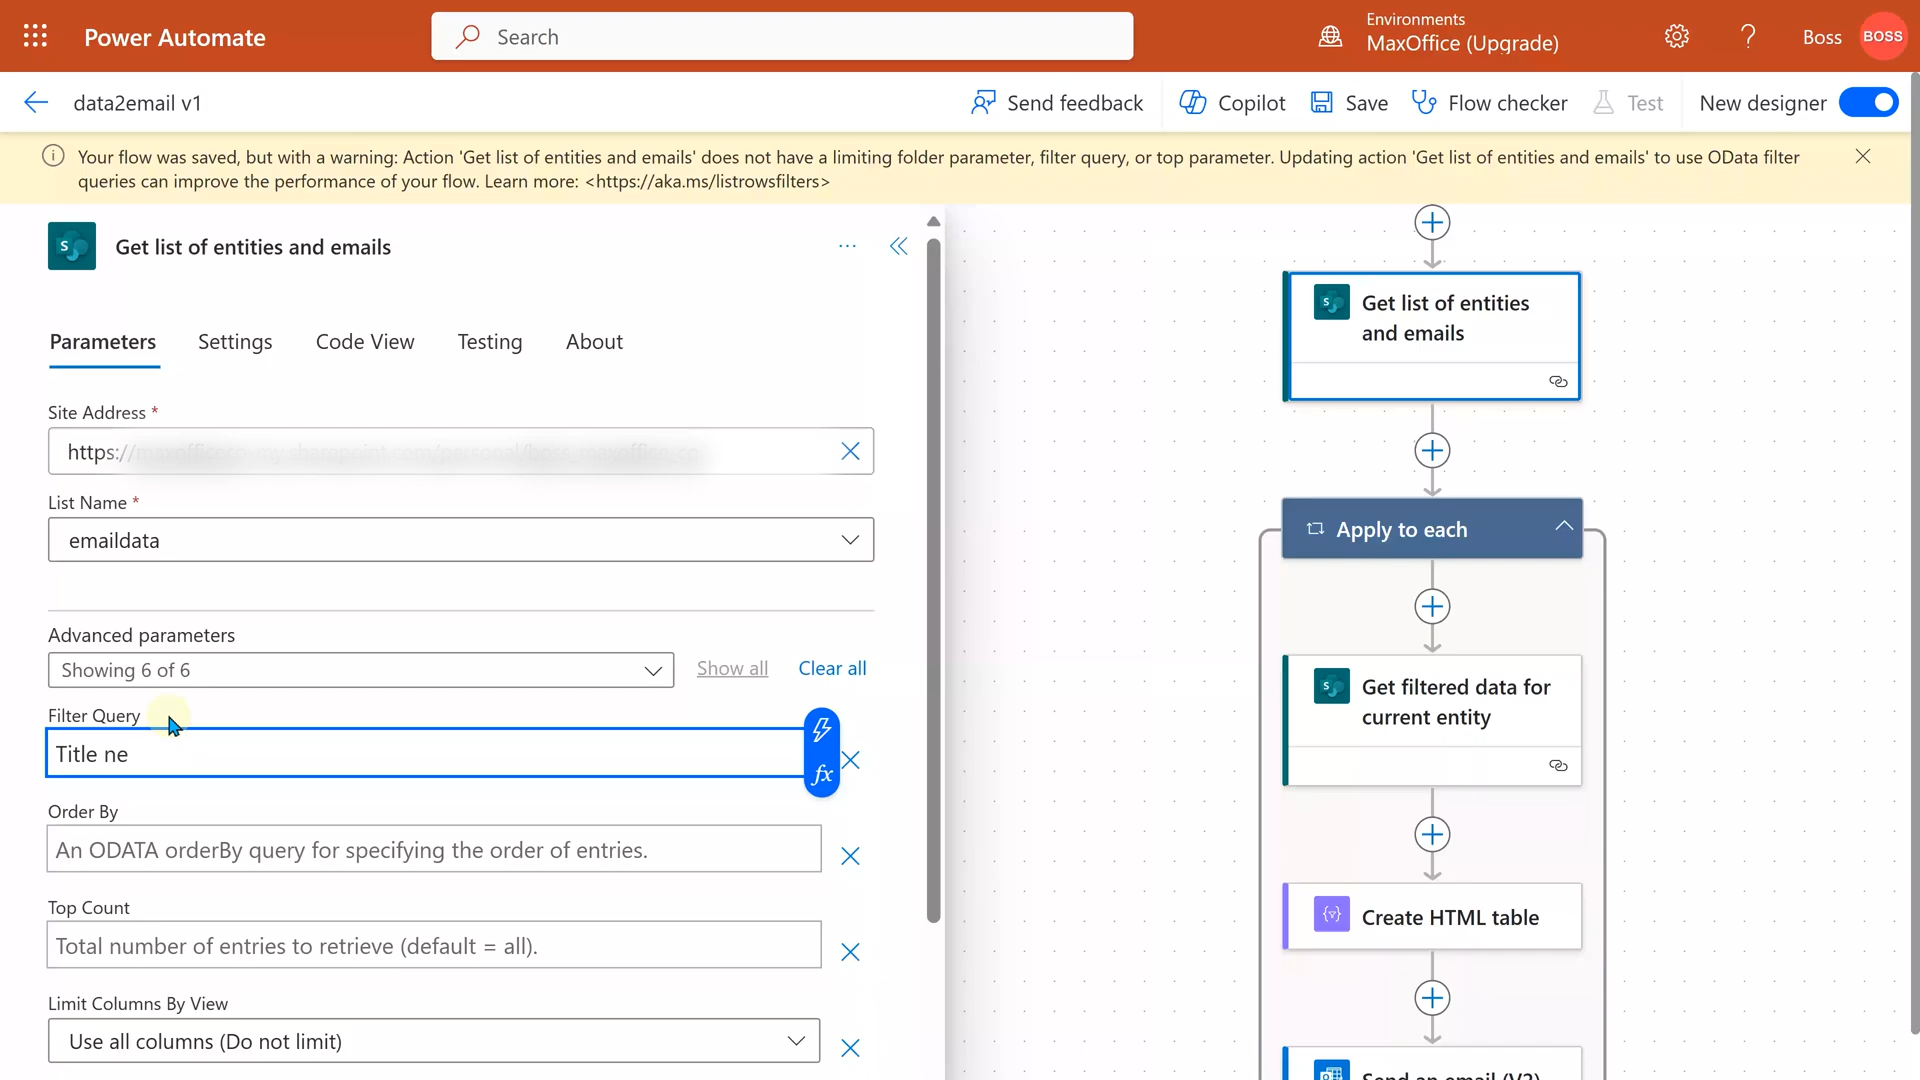 Power Automate
Search
Environments
MaxOffice (Upgrade)
Boss
BOSS
data2email v1
Send feedback
Copilot
Save
Flow checker
Test
New designer
Your flow was saved, but with a warning: Action 'Get list of entities and emails' does not have a limiting folder parameter, filter query, or top parameter. Updating action 'Get list of entities and emails' to use OData filter
queries can improve the performance of your flow. Learn more: <https://aka.ms/listrowsfilters>
Get list of entities and emails
Parameters
Settings
Code View
Testing
About
Site Address *
https://
List Name *
emaildata
Advanced parameters
Showing 6 of 6
Show all
Clear all
Filter Query
Title ne
fx
Order By
An ODATA orderBy query for specifying the order of entries.
Top Count
Total number of entries to retrieve (default = all).
Limit Columns By View
Use all columns (Do not limit)
Get list of entities
and emails
Apply to each
Get filtered data for
current entity
Create HTML table
Send an email (V2)